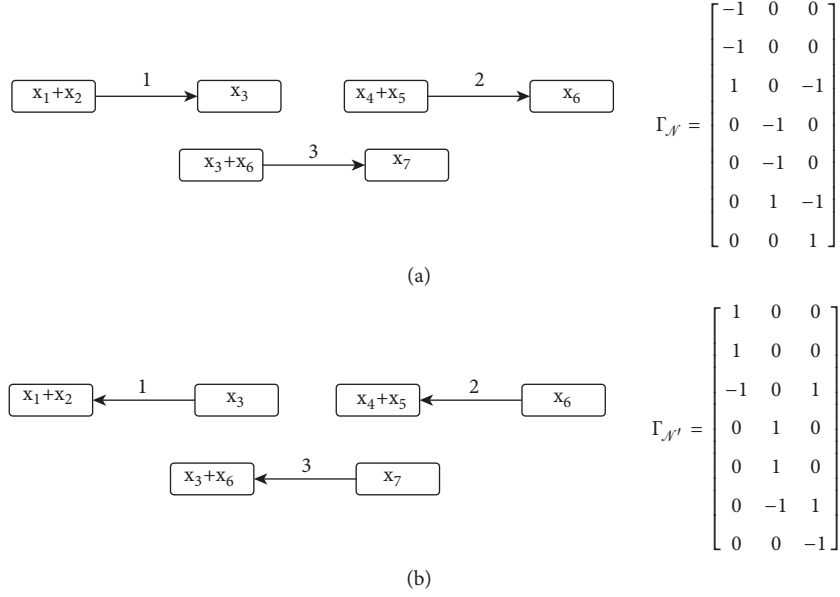 x₁+x₂ 1 x₃ x₄+x₅ 2 x₆
x₃+x₆ 3 x₇
Γ𝒩 =
−1 0 0
−1 0 0
1 0 −1
0 −1 0
0 −1 0
0 1 −1
0 0 1
(a)
x₁+x₂ 1 x₃ x₄+x₅ 2 x₆
x₃+x₆ 3 x₇
Γ𝒩′ =
1 0 0
1 0 0
−1 0 1
0 1 0
0 1 0
0 −1 1
0 0 −1
(b)